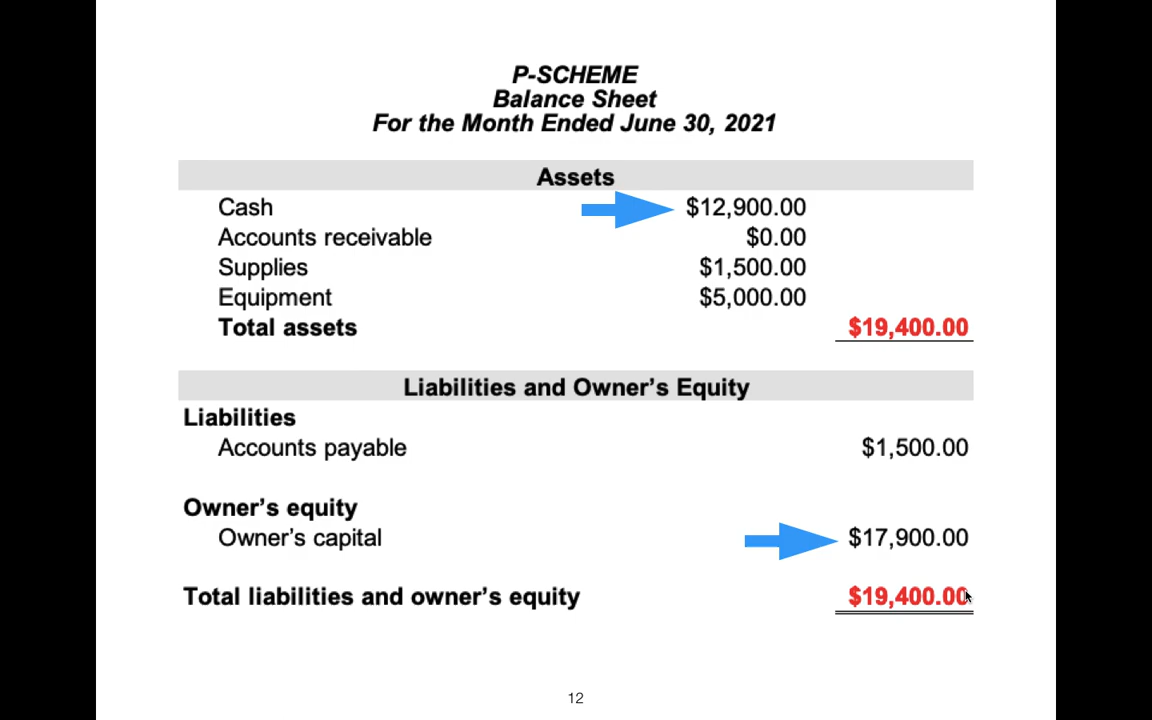 P-SCHEME
Balance Sheet
For the Month Ended June 30, 2021
Assets
Cash $12,900.00
Accounts receivable $0.00
Supplies $1,500.00
Equipment $5,000.00
Total assets $19,400.00
Liabilities and Owner’s Equity
Liabilities
Accounts payable $1,500.00
Owner’s equity
Owner’s capital $17,900.00
Total liabilities and owner’s equity $19,400.00
12